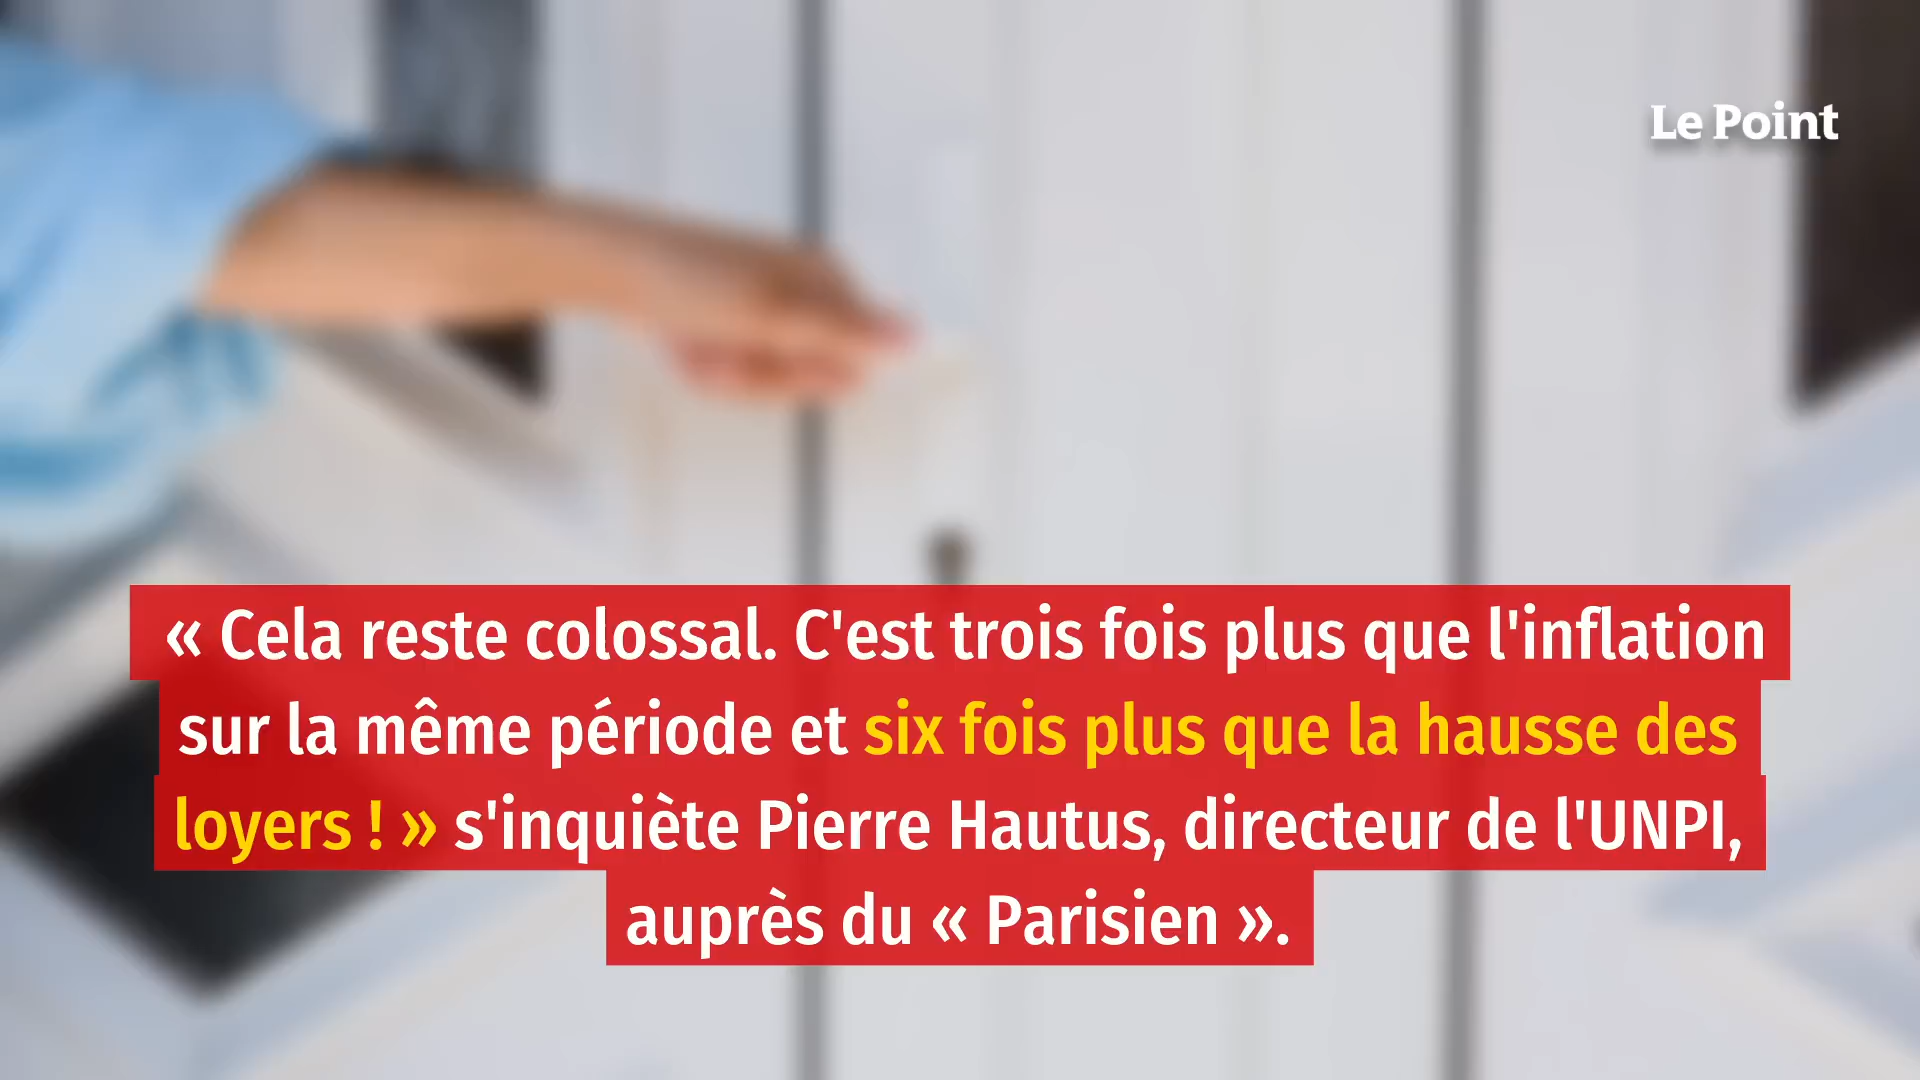 Le Point
« Cela reste colossal. C'est trois fois plus que l'inflation
sur la même période et six fois plus que la hausse des
loyers ! » s'inquiète Pierre Hautus, directeur de l'UNPI,
auprès du « Parisien ».